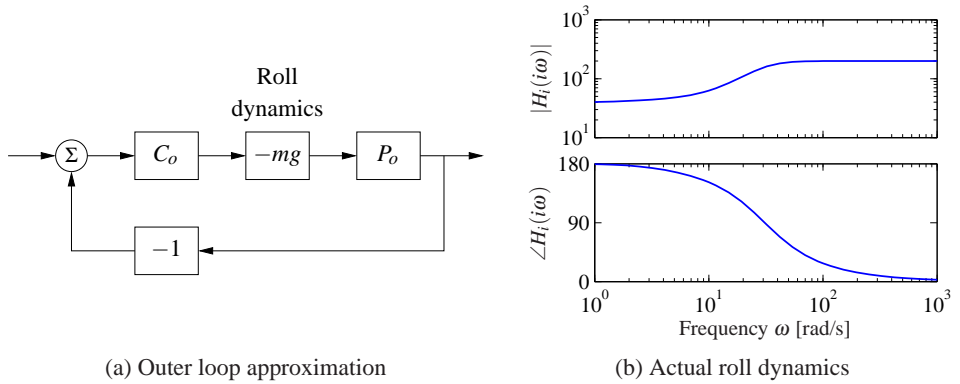 Roll
dynamics
Σ
C_o
−mg
P_o
−1
(a) Outer loop approximation
|H_i(iω)|
10^3
10^2
10^1
∠H_i(iω)
180
90
0
10^0 10^1 10^2 10^3
Frequency ω [rad/s]
(b) Actual roll dynamics